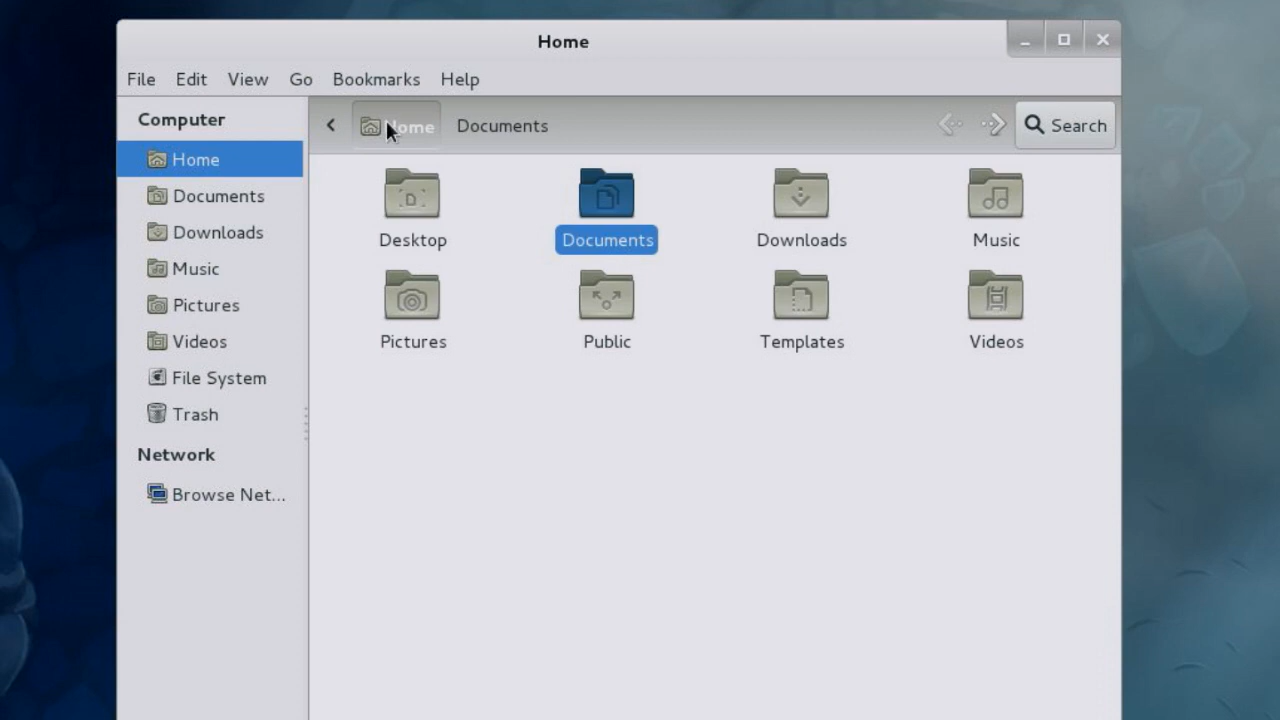 Home
File Edit View Go Bookmarks Help
Computer
Home
Documents
Downloads
Music
Pictures
Videos
File System
Trash
Network
Browse Net...
Home Documents
Search
Desktop Documents Downloads Music
Pictures Public Templates Videos